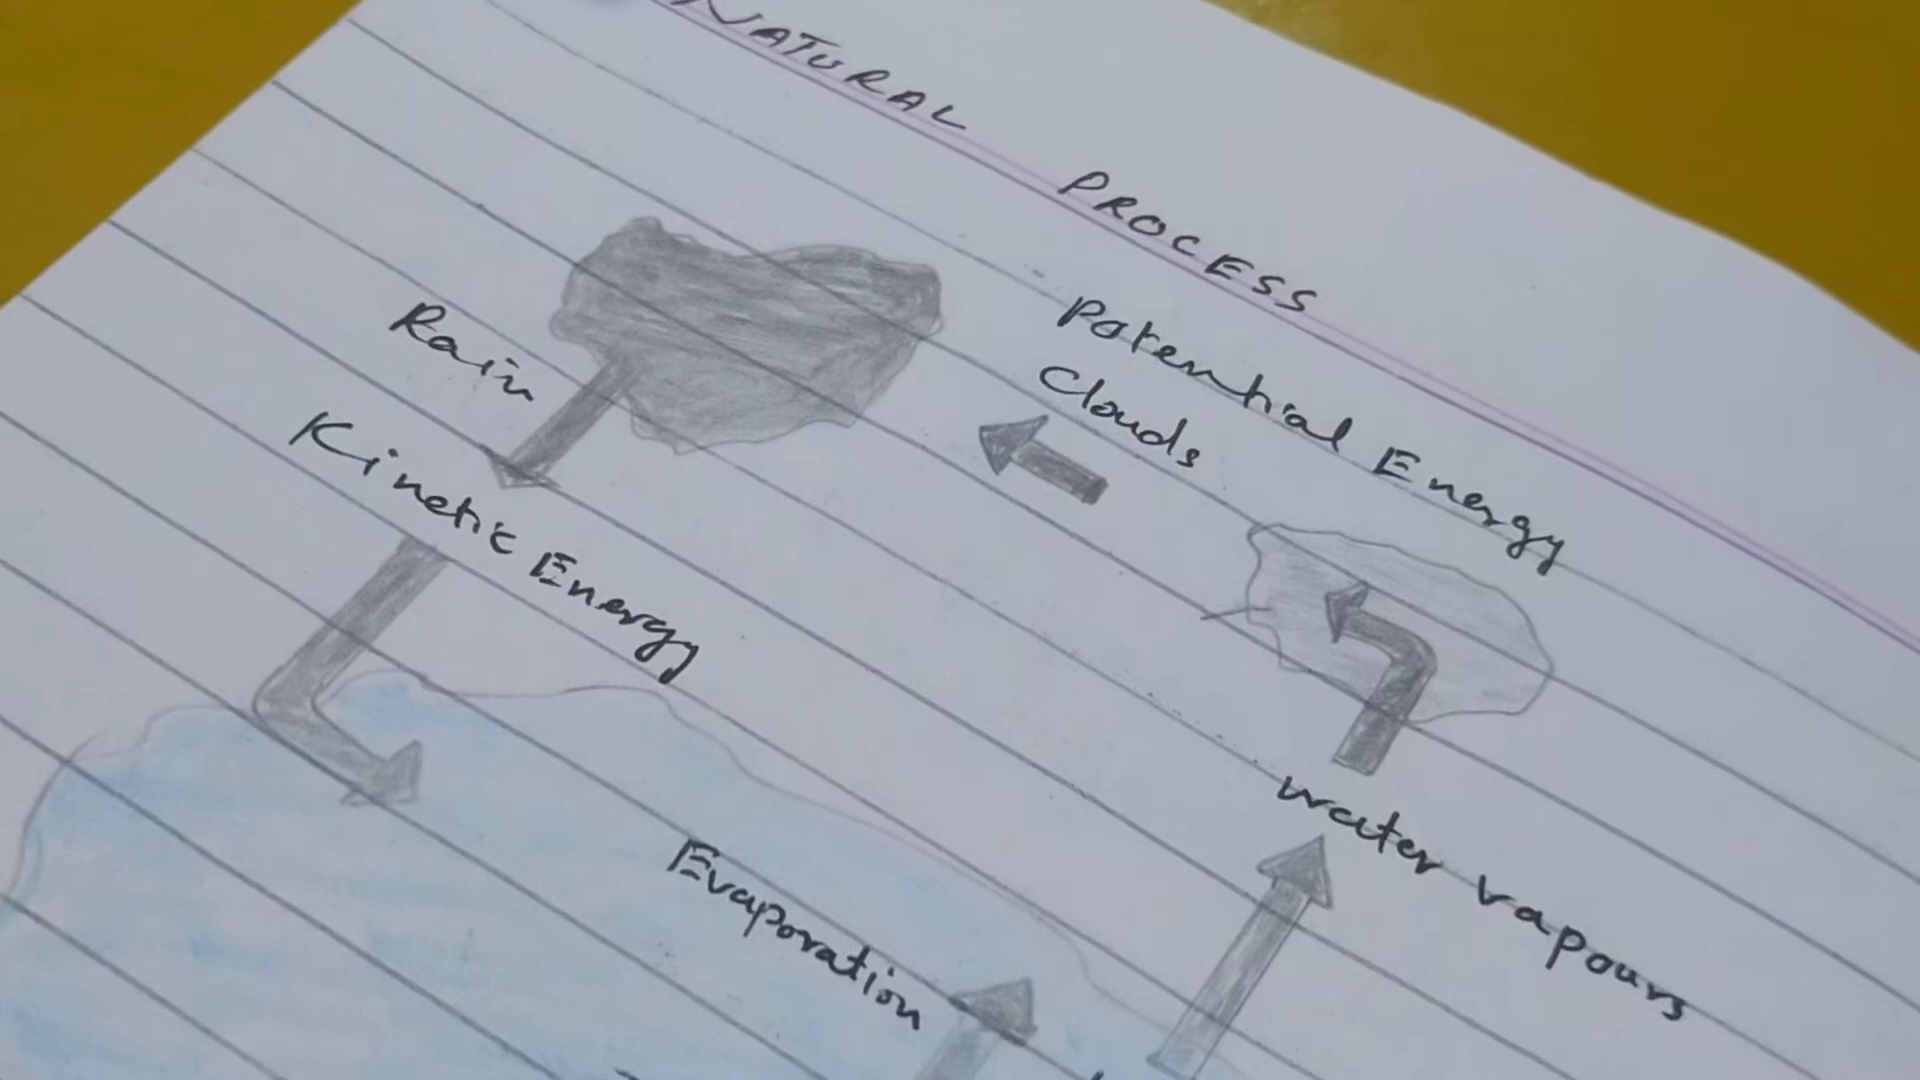 NATURAL PROCESS
Potential Energy
Clouds
Rain
Kinetic Energy
Water vapours
Evaporation